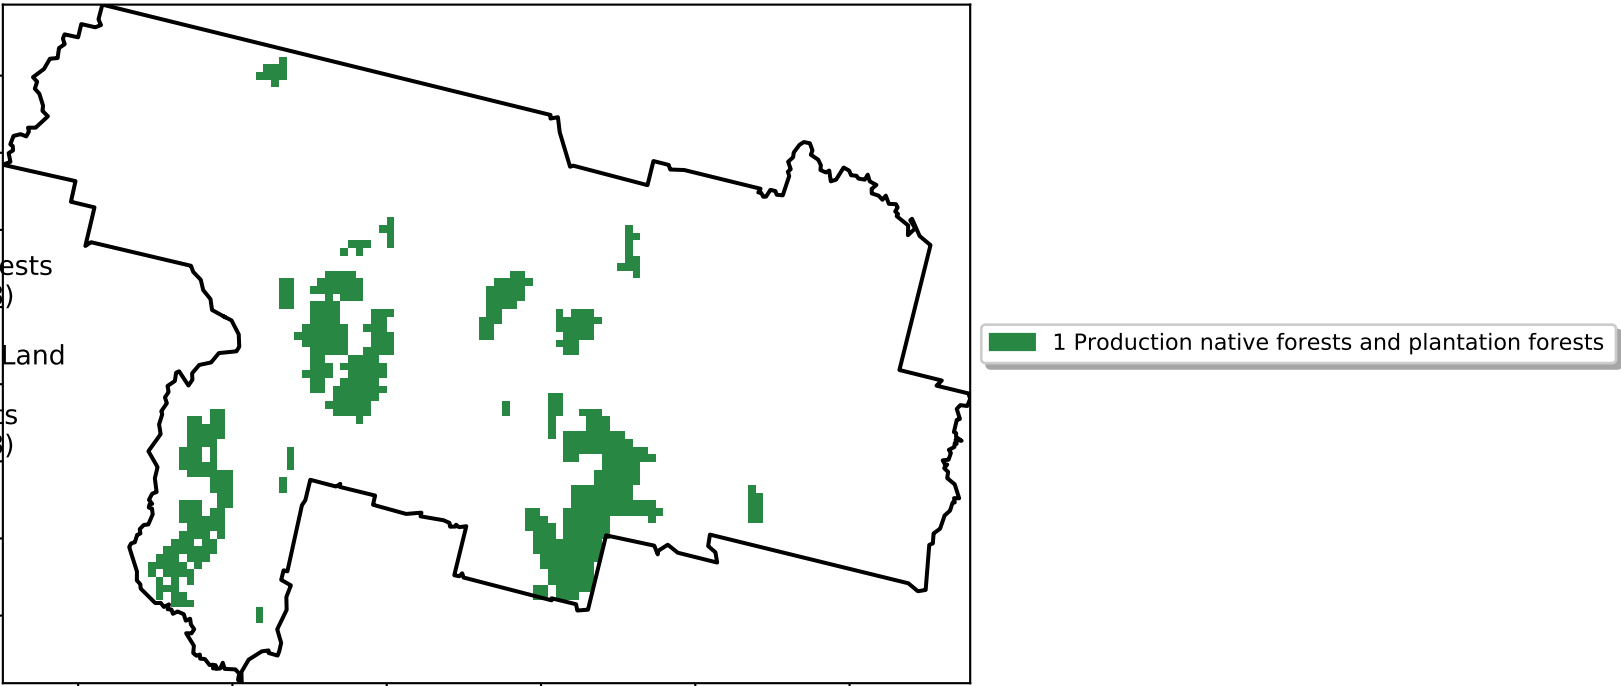 ests
)
Land
s
)
1 Production native forests and plantation forests